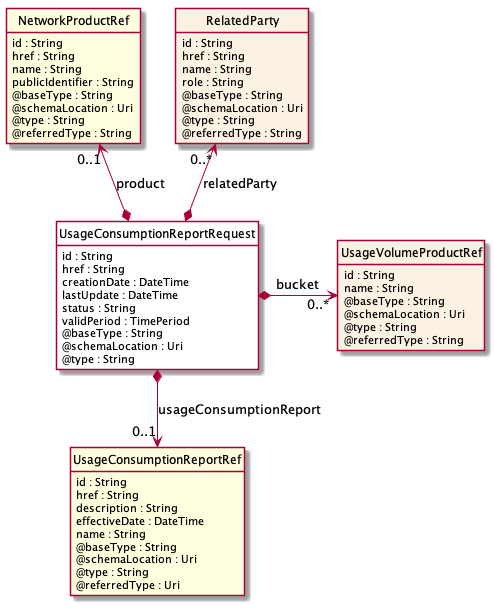 NetworkProductRef
id : String
href : String
name : String
publicIdentifier : String
@baseType : String
@schemaLocation : Uri
@type : String
@referredType : String
RelatedParty
id : String
href : String
name : String
role : String
@baseType : String
@schemaLocation : Uri
@type : String
@referredType : String
0..1
0..*
product
relatedParty
UsageConsumptionReportRequest
id : String
href : String
creationDate : DateTime
lastUpdate : DateTime
status : String
validPeriod : TimePeriod
@baseType : String
@schemaLocation : Uri
@type : String
bucket
0..*
UsageVolumeProductRef
id : String
name : String
@baseType : String
@schemaLocation : Uri
@type : String
@referredType : String
usageConsumptionReport
0..1
UsageConsumptionReportRef
id : String
href : String
description : String
effectiveDate : DateTime
name : String
@baseType : String
@schemaLocation : Uri
@type : String
@referredType : Uri